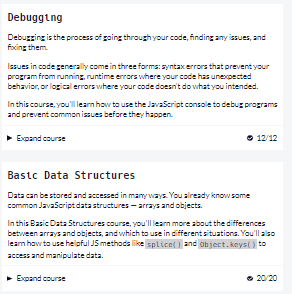 Debugging
Debugging is the process of going through your code, finding any issues, and
fixing them.
Issues in code generally come in three forms: syntax errors that prevent your
program from running, runtime errors where your code has unexpected
behavior, or logical errors where your code doesn't do what you intended.
In this course, you'll learn how to use the JavaScript console to debug programs
and prevent common issues before they happen.
Expand course 12/12
Basic Data Structures
Data can be stored and accessed in many ways. You already know some
common JavaScript data structures — arrays and objects.
In this Basic Data Structures course, you'll learn more about the differences
between arrays and objects, and which to use in different situations. You'll also
learn how to use helpful JS methods like splice() and Object.keys() to
access and manipulate data.
Expand course 20/20